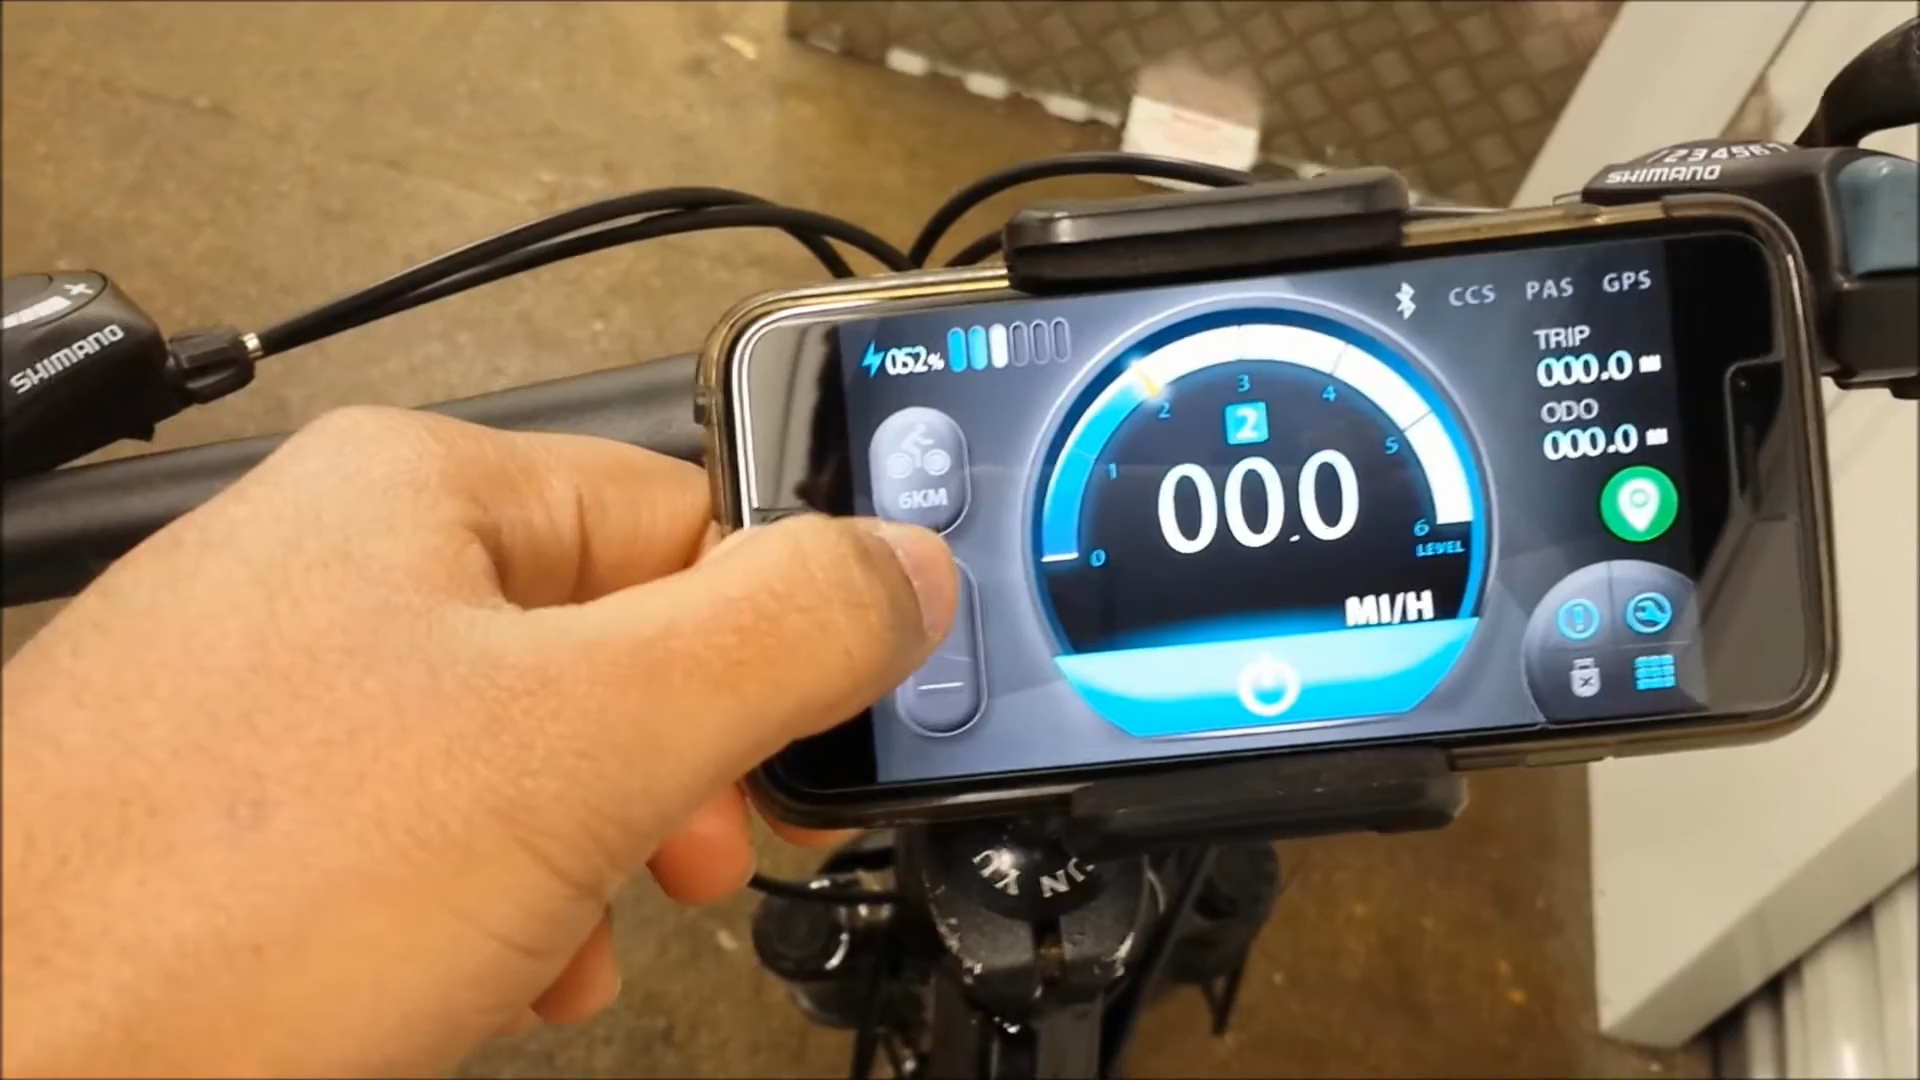 1234567
SHIMANO
SHIMANO
052%
CCS PAS GPS
TRIP
000.0
ODO
000.0
6KM
0
1
2
3
4
5
6
LEVEL
2
00.0
MI/H